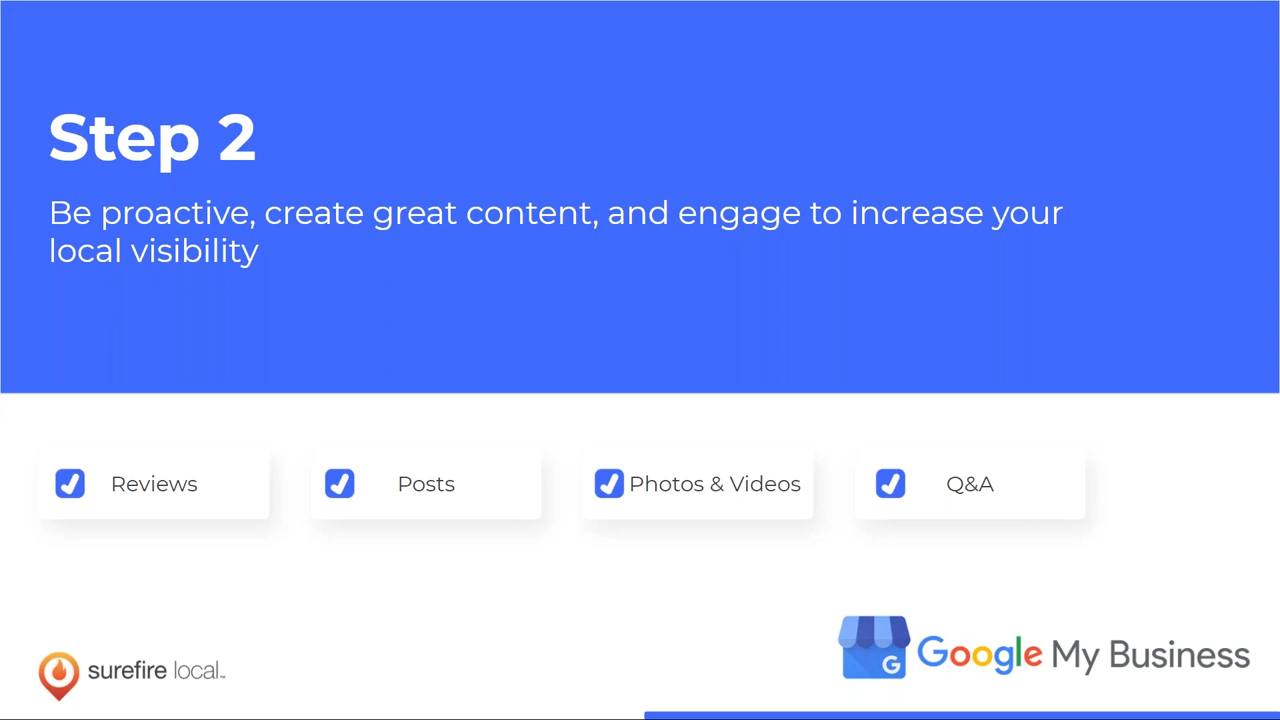 Step 2
Be proactive, create great content, and engage to increase your
local visibility
Reviews
Posts
Photos & Videos
Q&A
surefire local™
G
Google My Business